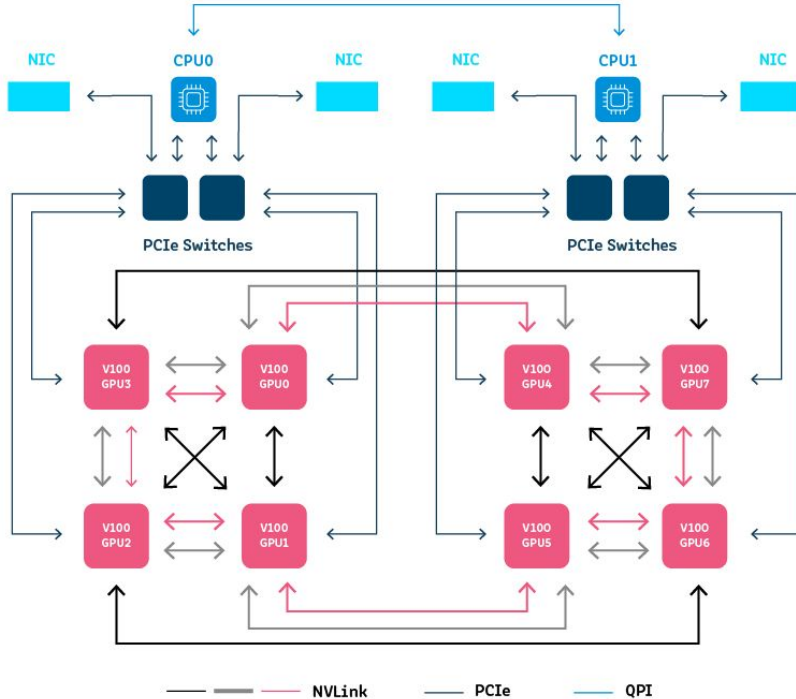 NIC
CPU0
NIC
NIC
CPU1
NIC
PCIe Switches
PCIe Switches
V100
GPU3
V100
GPU0
V100
GPU4
V100
GPU7
V100
GPU2
V100
GPU1
V100
GPU5
V100
GPU6
NVLink
PCIe
QPI